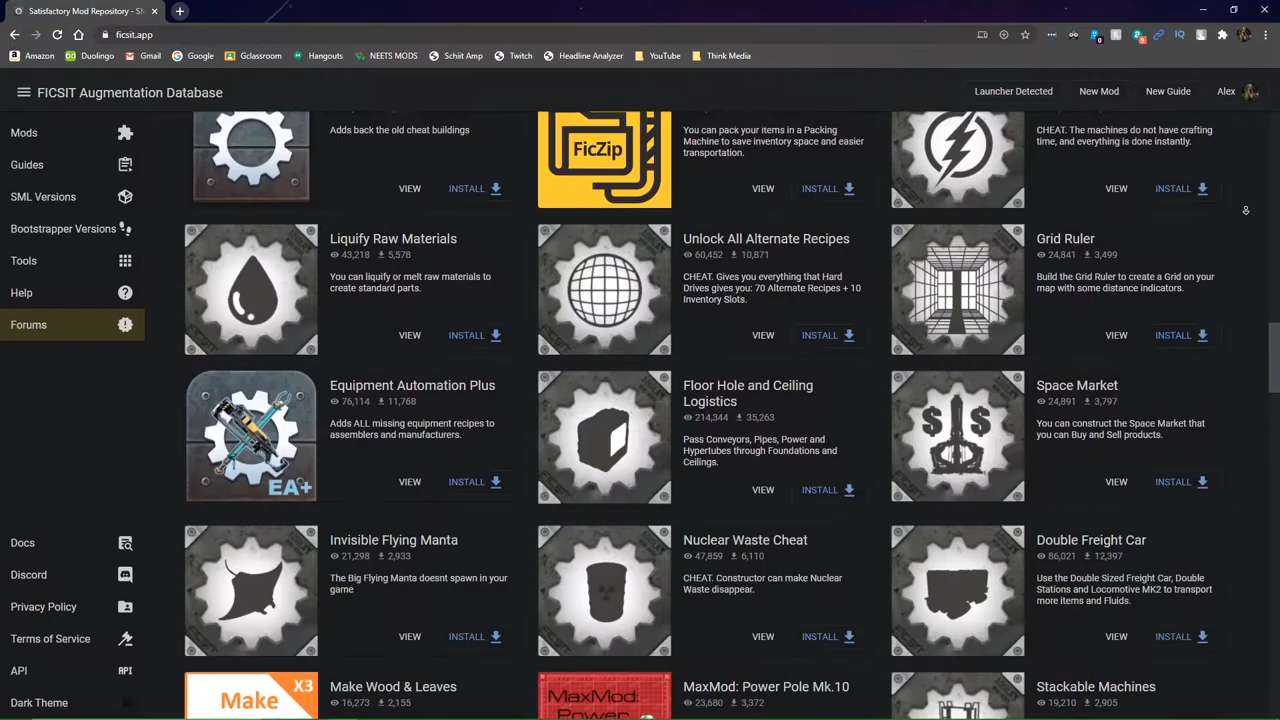 Satisfactory Mod Repository - S
ficsit.app
Amazon
Duolingo
Gmail
Google
Gclassroom
Hangouts
NEETS MODS
Schiit Amp
Twitch
Headline Analyzer
YouTube
Think Media
FICSIT Augmentation Database
Launcher Detected
New Mod
New Guide
Alex
Mods
Guides
SML Versions
Bootstrapper Versions
Tools
Help
Forums
Docs
Discord
Privacy Policy
Terms of Service
API
API
Dark Theme
Adds back the old cheat buildings
VIEW
INSTALL
FicZip
You can pack your items in a Packing
Machine to save inventory space and easier
transportation.
VIEW
INSTALL
CHEAT. The machines do not have crafting
time, and everything is done instantly.
VIEW
INSTALL
Liquify Raw Materials
43,218 5,578
You can liquify or melt raw materials to
create standard parts.
VIEW
INSTALL
Unlock All Alternate Recipes
60,452 10,871
CHEAT. Gives you everything that Hard
Drives gives you: 70 Alternate Recipes + 10
Inventory Slots.
VIEW
INSTALL
Grid Ruler
24,841 3,499
Build the Grid Ruler to create a Grid on your
map with some distance indicators.
VIEW
INSTALL
EA+
Equipment Automation Plus
76,114 11,768
Adds ALL missing equipment recipes to
assemblers and manufacturers.
VIEW
INSTALL
Floor Hole and Ceiling
Logistics
214,344 35,263
Pass Conveyors, Pipes, Power and
Hypertubes through Foundations and
Ceilings.
VIEW
INSTALL
$ $
Space Market
24,891 3,797
You can construct the Space Market that
you can Buy and Sell products.
VIEW
INSTALL
Invisible Flying Manta
21,298 2,933
The Big Flying Manta doesnt spawn in your
game
VIEW
INSTALL
Nuclear Waste Cheat
47,859 6,110
CHEAT. Constructor can make Nuclear
Waste disappear.
VIEW
INSTALL
Double Freight Car
86,021 12,397
Use the Double Sized Freight Car, Double
Stations and Locomotive MK2 to transport
more items and Fluids.
VIEW
INSTALL
X3
Make
Make Wood & Leaves
16,273 2,155
MaxMod:
Power
MaxMod: Power Pole Mk.10
23,680 3,372
Stackable Machines
19,210 2,905